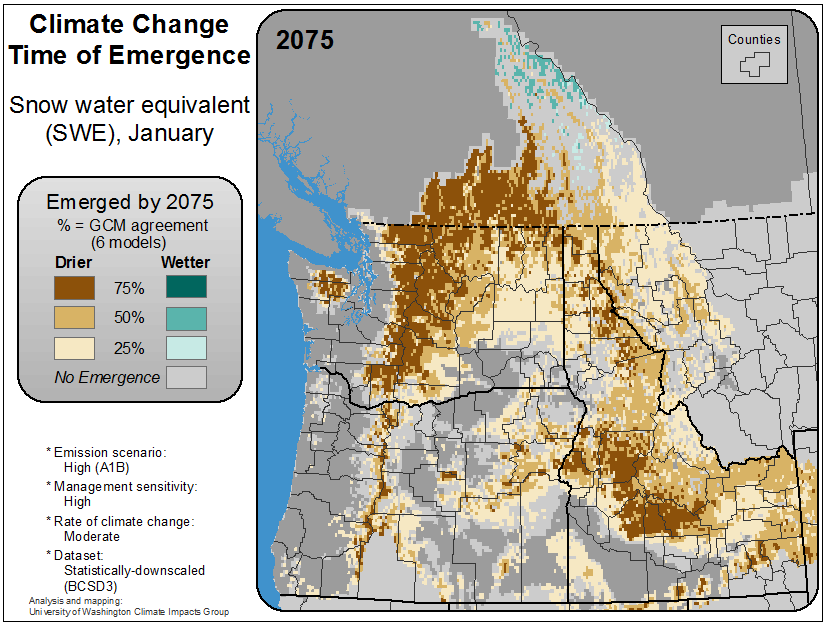 Climate Change
Time of Emergence
Snow water equivalent
(SWE), January
Emerged by 2075
% = GCM agreement
(6 models)
Drier Wetter
75%
50%
25%
No Emergence
* Emission scenario:
High (A1B)
* Management sensitivity:
High
* Rate of climate change:
Moderate
* Dataset:
Statistically-downscaled
(BCSD3)
Analysis and mapping:
University of Washington Climate Impacts Group
2075
Counties